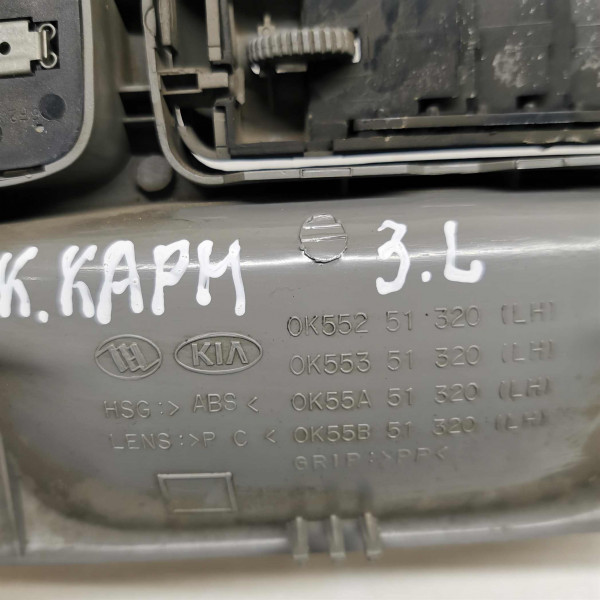 К.КАРН 3.L
0K552 51 320 (LH)
KIA 0K553 51 320 (LH)
HSG:> ABS < 0K55A 51 320 (LH)
LENS:>P C < 0K55B 51 320 (LH)
GRIP:>PP<